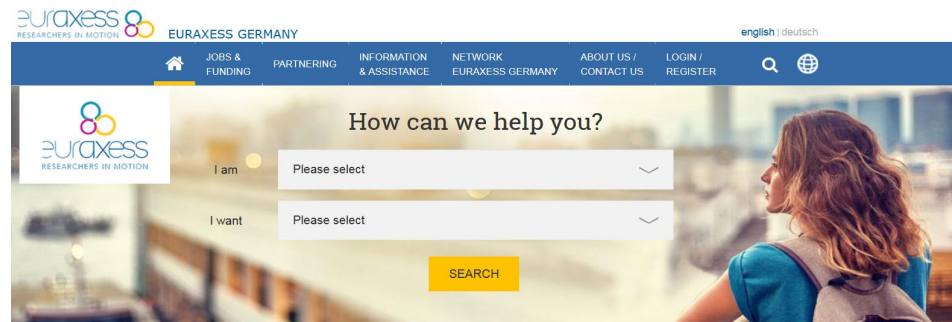 euraxess
RESEARCHERS IN MOTION
EURAXESS GERMANY
english | deutsch
JOBS &
FUNDING
PARTNERING
INFORMATION
& ASSISTANCE
NETWORK
EURAXESS GERMANY
ABOUT US /
CONTACT US
LOGIN /
REGISTER
euraxess
RESEARCHERS IN MOTION
How can we help you?
I am
Please select
I want
Please select
SEARCH